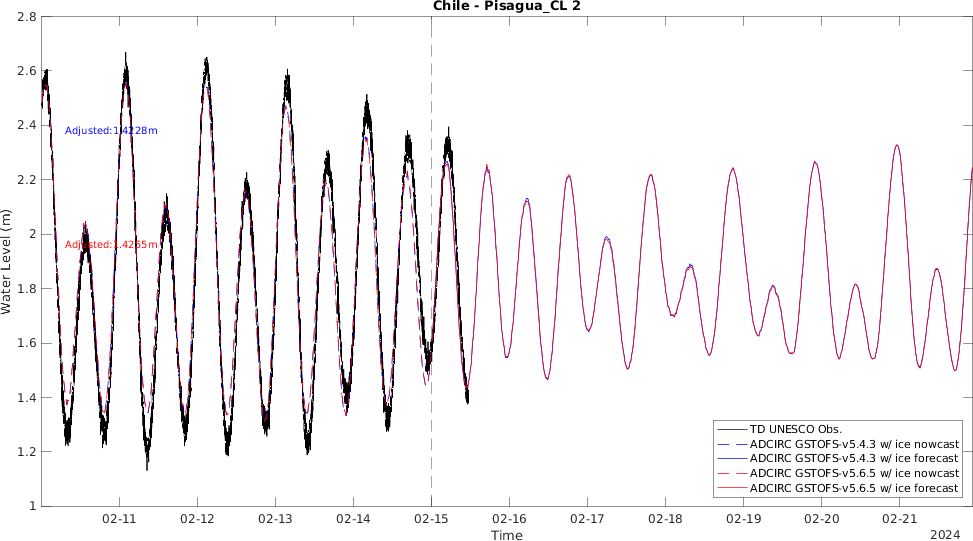 Chile - Pisagua_CL 2
Water Level (m)
2.8
2.6
2.4
2.2
2
1.8
1.6
1.4
1.2
1
Adjusted:1.4228m
Adjusted:1.4265m
TD UNESCO Obs.
ADCIRC GSTOFS-v5.4.3 w/ ice nowcast
ADCIRC GSTOFS-v5.4.3 w/ ice forecast
ADCIRC GSTOFS-v5.6.5 w/ ice nowcast
ADCIRC GSTOFS-v5.6.5 w/ ice forecast
02-11 02-12 02-13 02-14 02-15 02-16 02-17 02-18 02-19 02-20 02-21
Time
2024